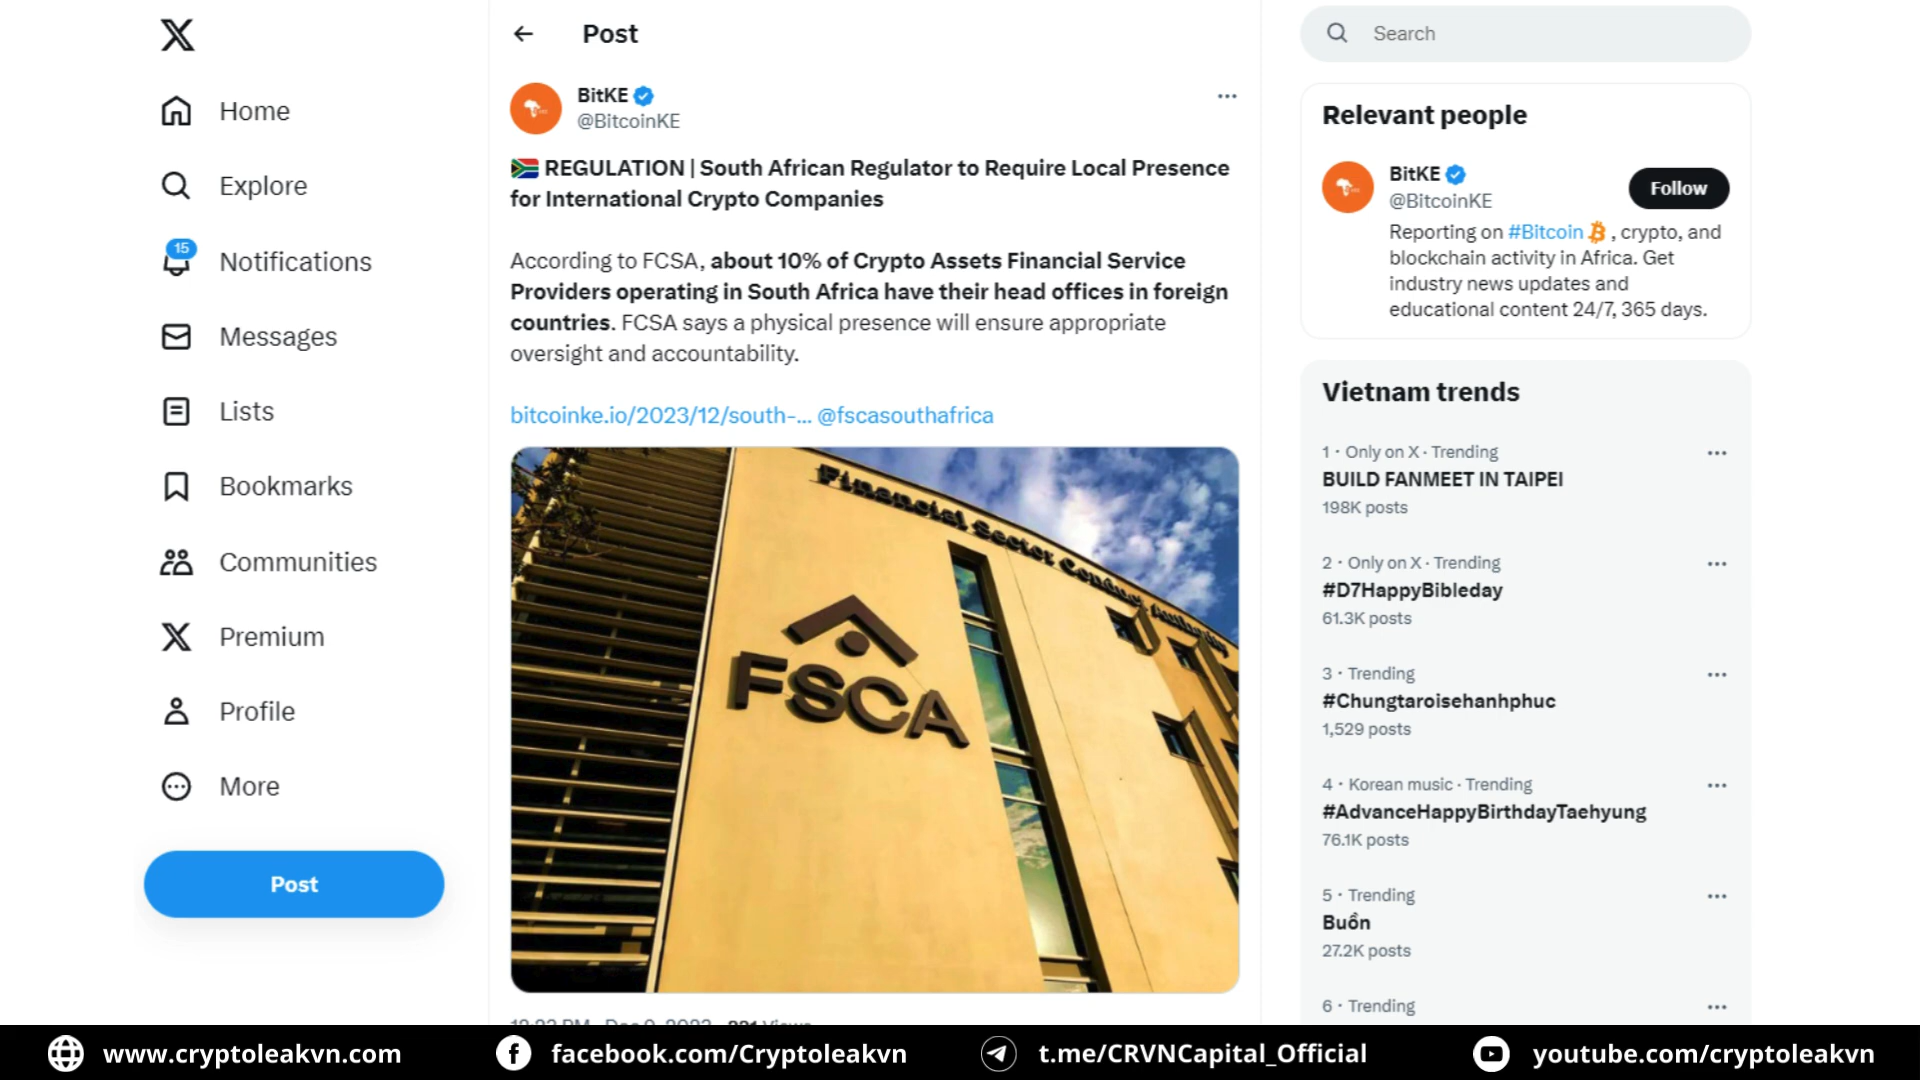 Home
Explore
15
Notifications
Messages
Lists
Bookmarks
Communities
Premium
Profile
More
Post
Post
BitKE
@BitcoinKE
REGULATION | South African Regulator to Require Local Presence
for International Crypto Companies
According to FCSA, about 10% of Crypto Assets Financial Service
Providers operating in South Africa have their head offices in foreign
countries. FCSA says a physical presence will ensure appropriate
oversight and accountability.
bitcoinke.io/2023/12/south-... @fscasouthafrica
Financial Sector Conduct Authority
FSCA
Search
Relevant people
BitKE
@BitcoinKE
Follow
Reporting on #Bitcoin , crypto, and
blockchain activity in Africa. Get
industry news updates and
educational content 24/7, 365 days.
Vietnam trends
1 · Only on X · Trending
BUILD FANMEET IN TAIPEI
198K posts
2 · Only on X · Trending
#D7HappyBibleday
61.3K posts
3 · Trending
#Chungtaroisehanhphuc
1,529 posts
4 · Korean music · Trending
#AdvanceHappyBirthdayTaehyung
76.1K posts
5 · Trending
Buồn
27.2K posts
6 · Trending
www.cryptoleakvn.com
facebook.com/Cryptoleakvn
t.me/CRVNCapital_Official
youtube.com/cryptoleakvn